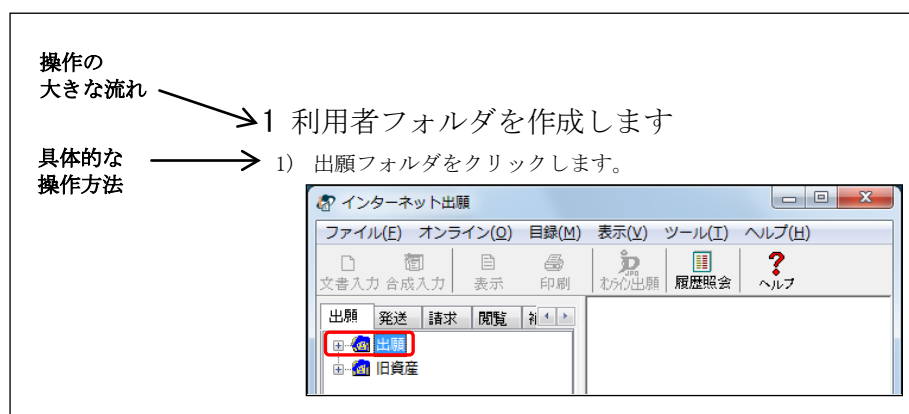 操作の
大きな流れ
1 利用者フォルダを作成します
具体的な
操作方法
1) 出願フォルダをクリックします。
インターネット出願
ファイル(F) オンライン(O) 目録(M) 表示(V) ツール(T) ヘルプ(H)
文書入力 合成入力 表示 印刷 ｵﾝﾗｲﾝ出願 履歴照会 ヘルプ
出願 発送 請求 閲覧
出願
旧資産